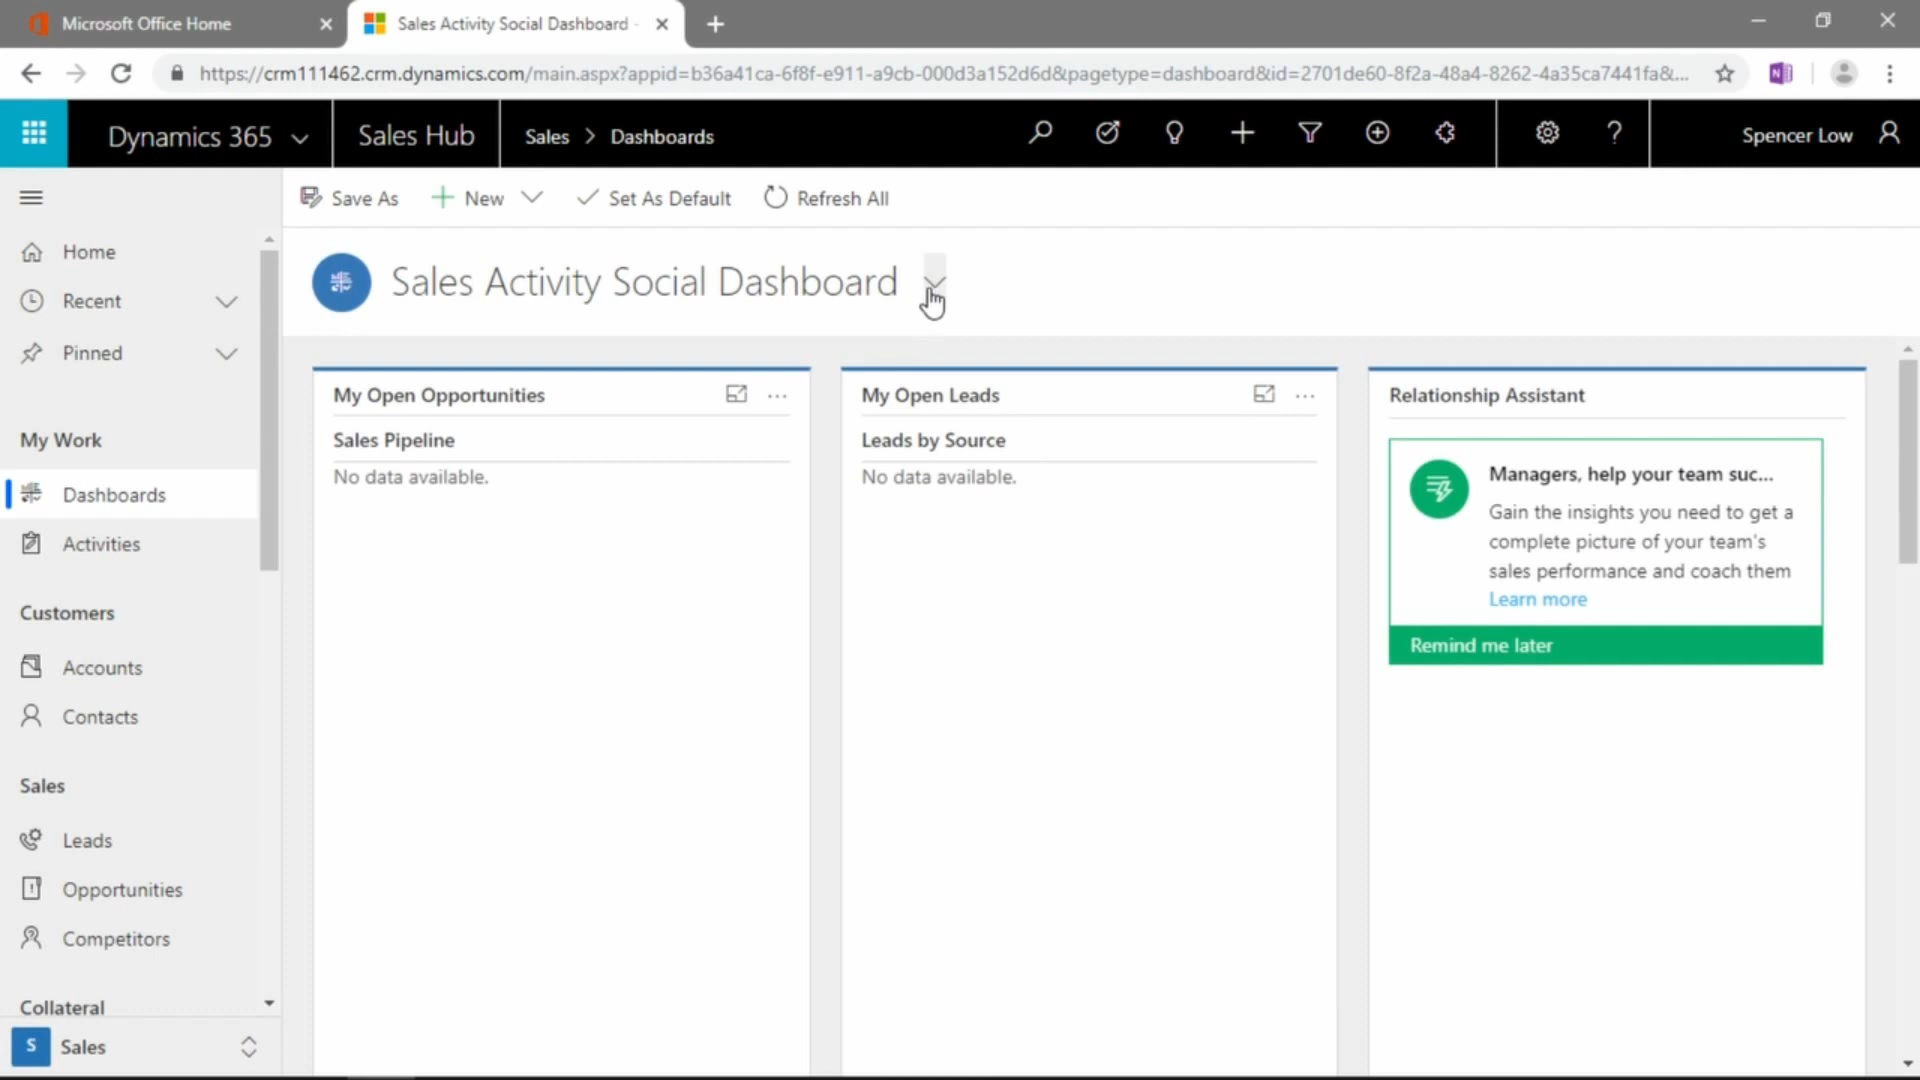 Microsoft Office Home
Sales Activity Social Dashboard -
https://crm111462.crm.dynamics.com/main.aspx?appid=b36a41ca-6f8f-e911-a9cb-000d3a152d6d&pagetype=dashboard&id=2701de60-8f2a-48a4-8262-4a35ca7441fa&...
Dynamics 365
Sales Hub
Sales > Dashboards
Spencer Low
Save As
New
Set As Default
Refresh All
Home
Recent
Pinned
My Work
Dashboards
Activities
Customers
Accounts
Contacts
Sales
Leads
Opportunities
Competitors
Collateral
S Sales
Sales Activity Social Dashboard
My Open Opportunities
Sales Pipeline
No data available.
My Open Leads
Leads by Source
No data available.
Relationship Assistant
Managers, help your team suc...
Gain the insights you need to get a
complete picture of your team's
sales performance and coach them
Learn more
Remind me later